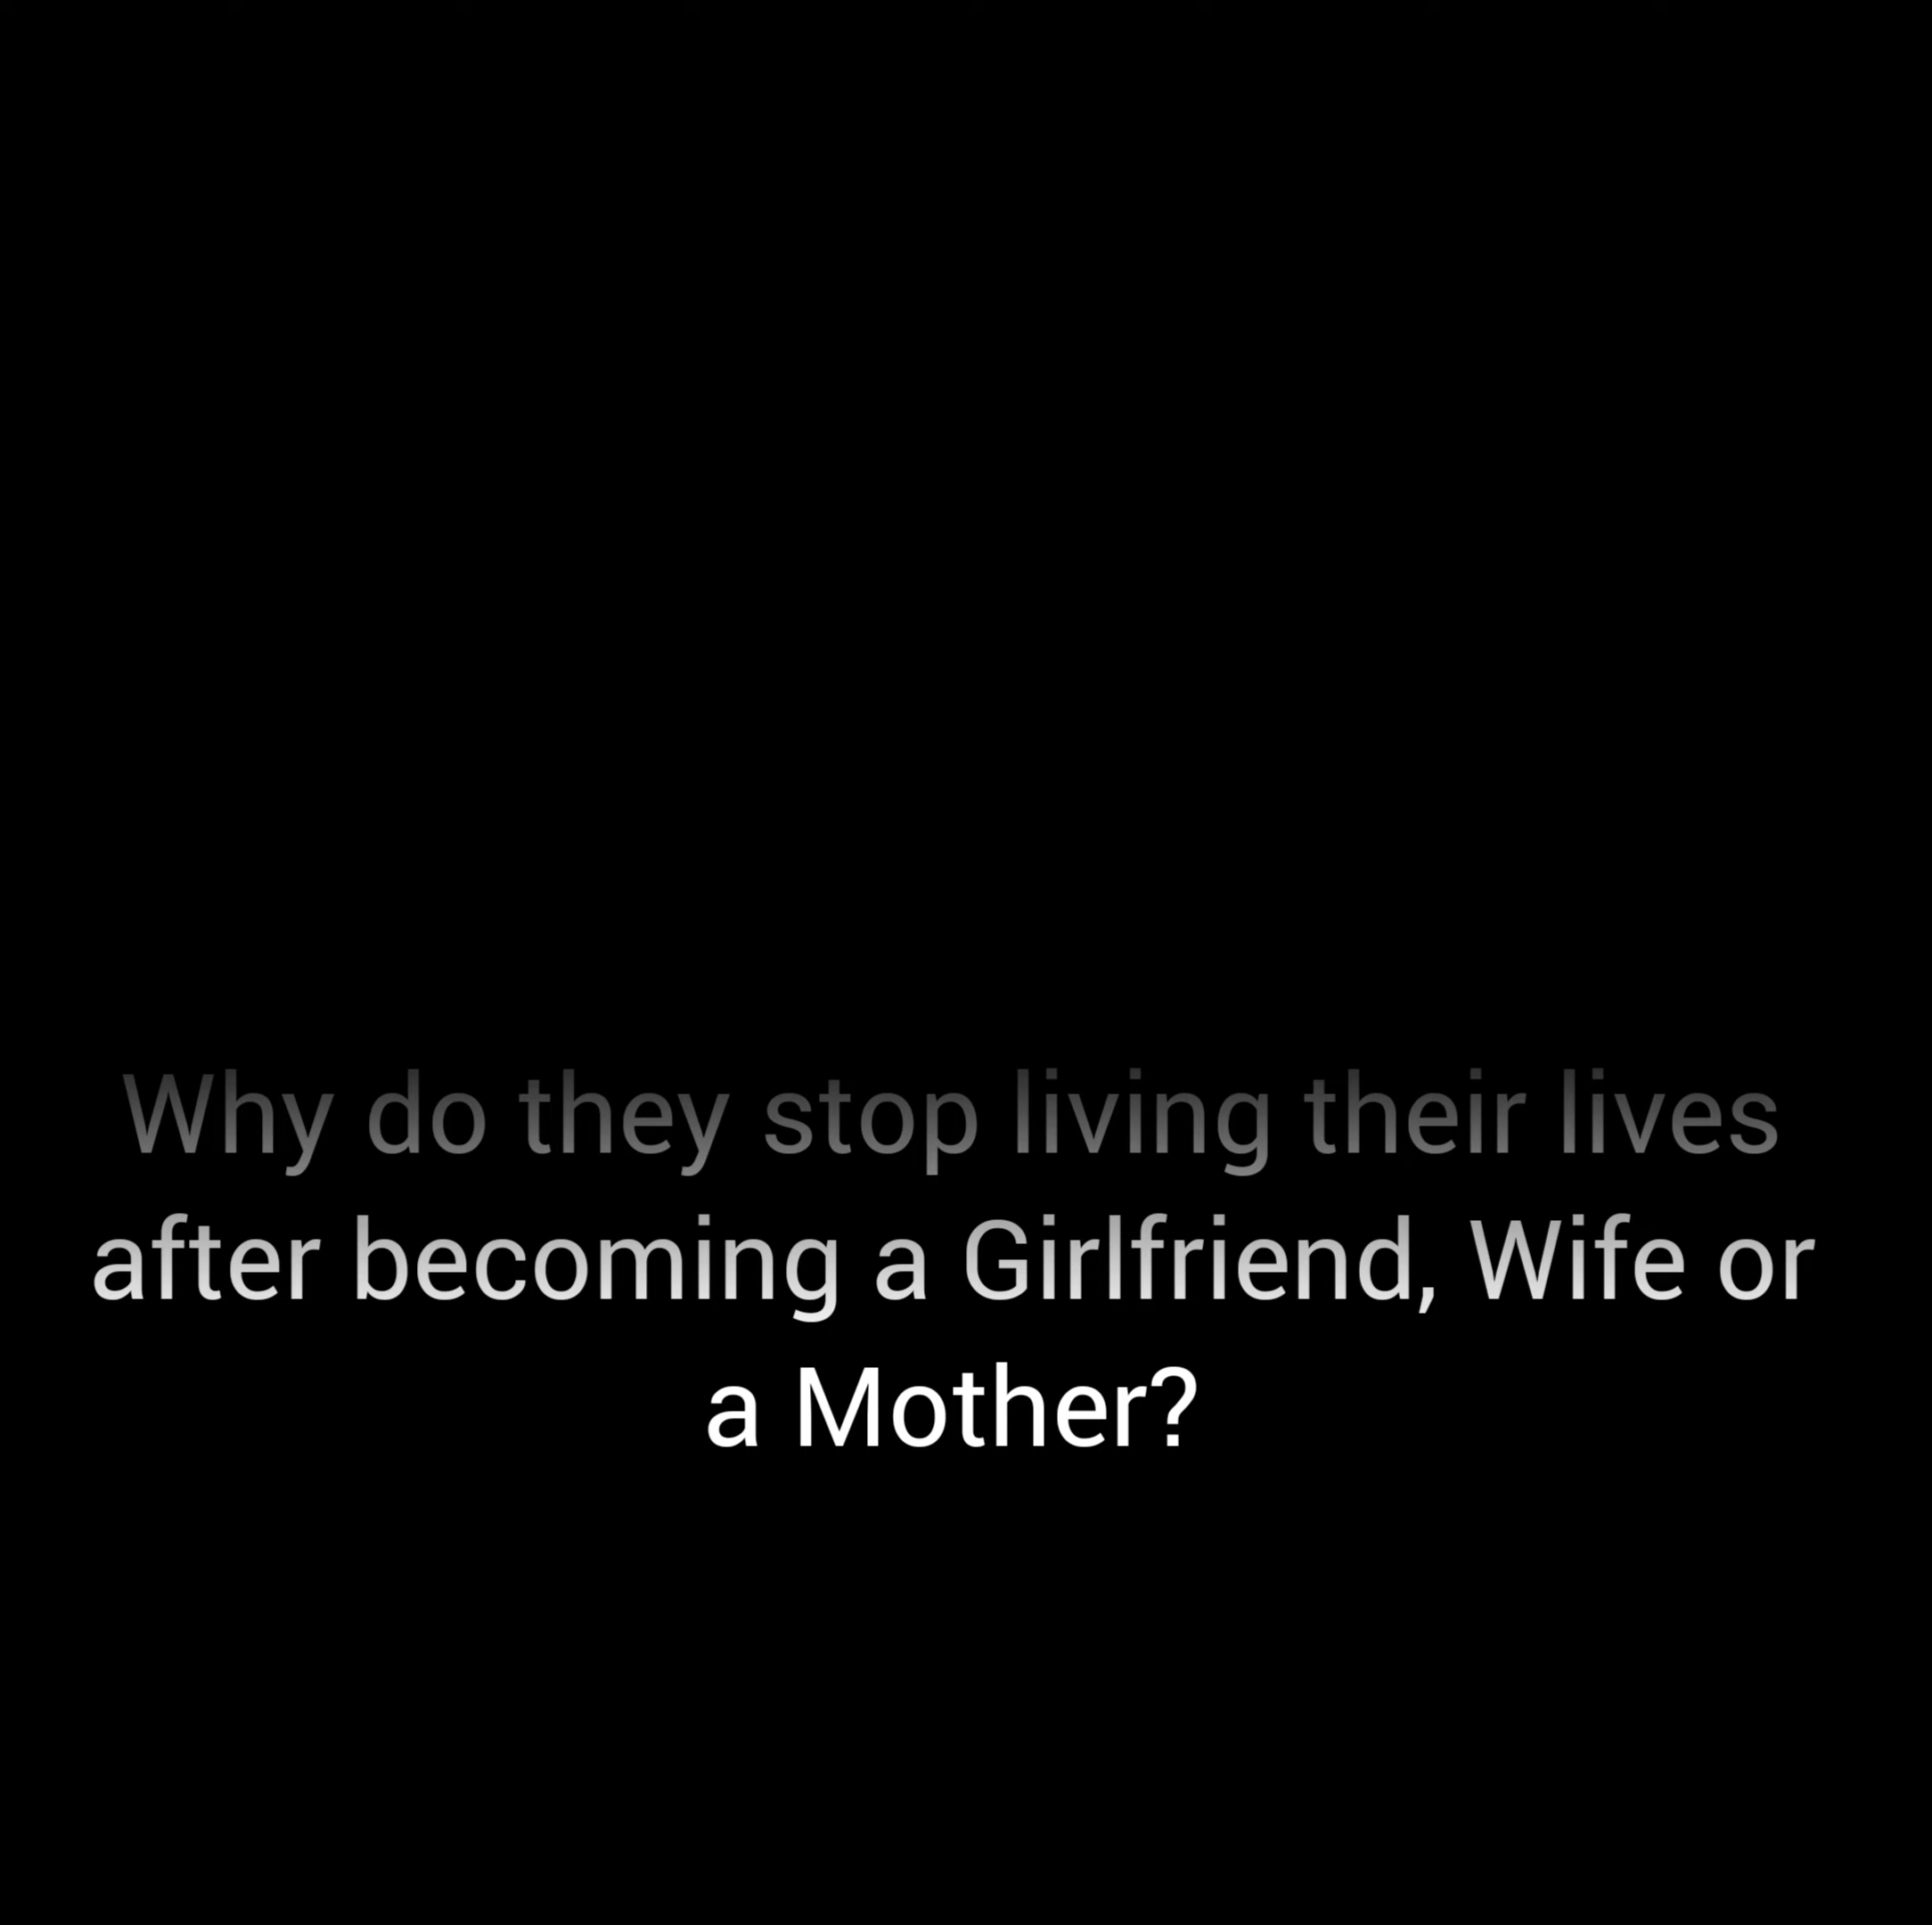 Why do they stop living their lives
after becoming a Girlfriend, Wife or
a Mother?